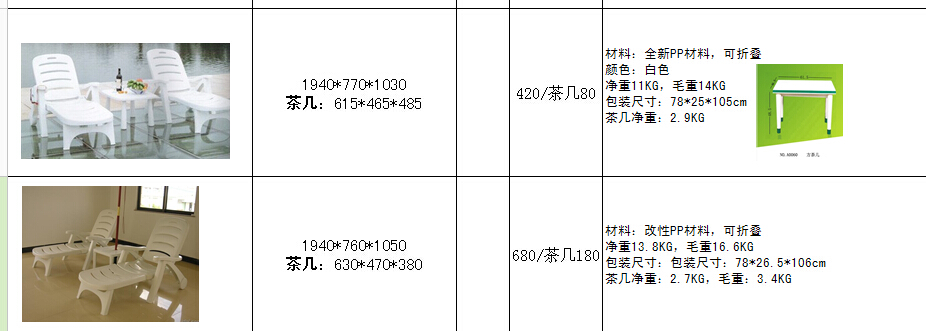 1940*770*1030
茶几：615*465*485
420/茶几80
材料：全新PP材料，可折叠
颜色：白色
净重11KG，毛重14KG
包装尺寸：78*25*105cm
茶几净重：2.9KG
方茶几
1940*760*1050
茶几：630*470*380
680/茶几180
材料：改性PP材料，可折叠
净重13.8KG，毛重16.6KG
包装尺寸：包装尺寸：78*26.5*106cm
茶几净重：2.7KG，毛重：3.4KG